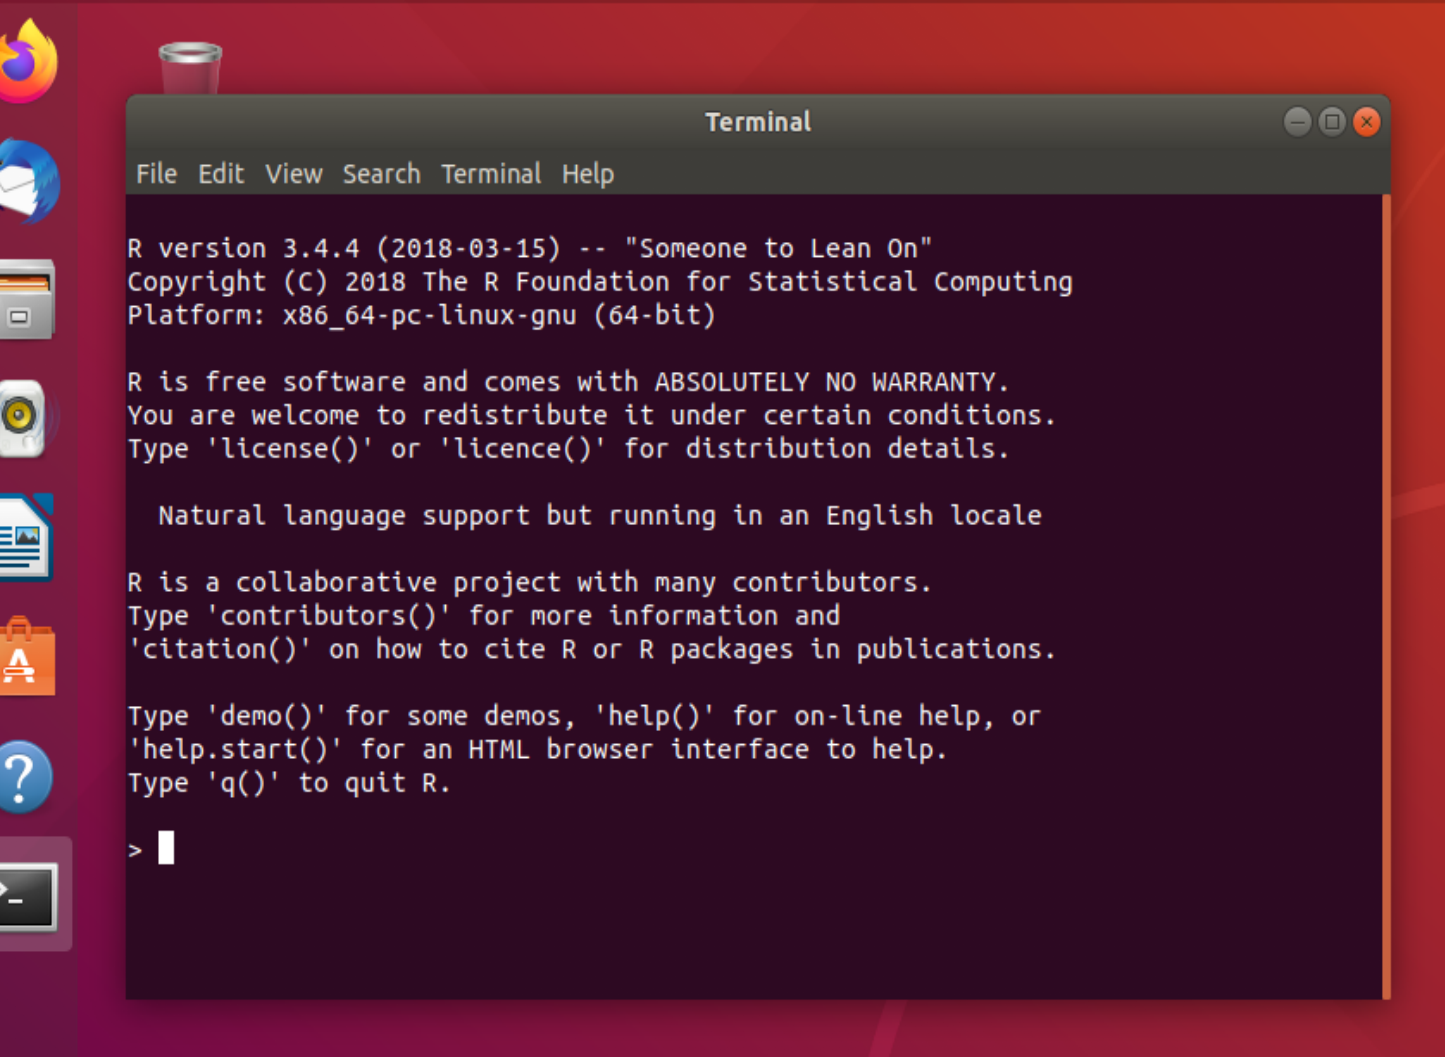 Terminal
File Edit View Search Terminal Help
R version 3.4.4 (2018-03-15) -- "Someone to Lean On"
Copyright (C) 2018 The R Foundation for Statistical Computing
Platform: x86_64-pc-linux-gnu (64-bit)
R is free software and comes with ABSOLUTELY NO WARRANTY.
You are welcome to redistribute it under certain conditions.
Type 'license()' or 'licence()' for distribution details.
Natural language support but running in an English locale
R is a collaborative project with many contributors.
Type 'contributors()' for more information and
'citation()' on how to cite R or R packages in publications.
Type 'demo()' for some demos, 'help()' for on-line help, or
'help.start()' for an HTML browser interface to help.
Type 'q()' to quit R.
>